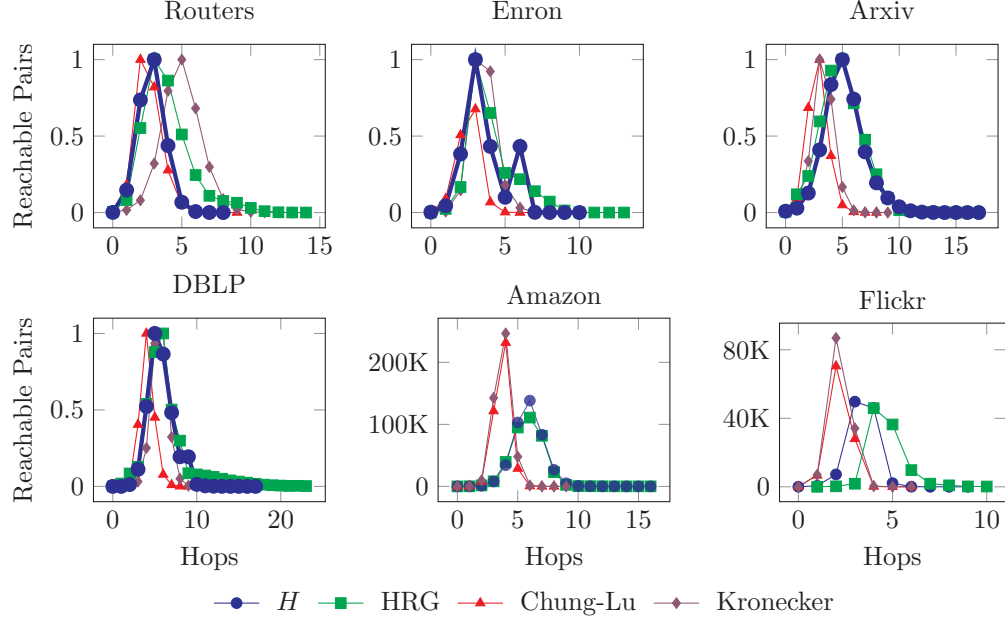 Routers
Enron
Arxiv
Reachable Pairs
1
0.5
0
0 5 10 15
1
0.5
0
0 5 10
1
0.5
0
0 5 10 15
DBLP
Amazon
Flickr
Reachable Pairs
1
0.5
0
0 10 20
Hops
200K
100K
0
0 5 10 15
Hops
80K
40K
0
0 5 10
Hops
H HRG Chung-Lu Kronecker